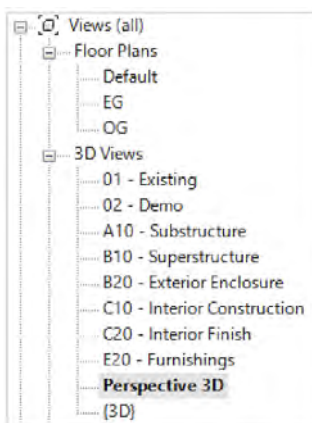 Views (all)
Floor Plans
Default
EG
OG
3D Views
01 - Existing
02 - Demo
A10 - Substructure
B10 - Superstructure
B20 - Exterior Enclosure
C10 - Interior Construction
C20 - Interior Finish
E20 - Furnishings
Perspective 3D
{3D}